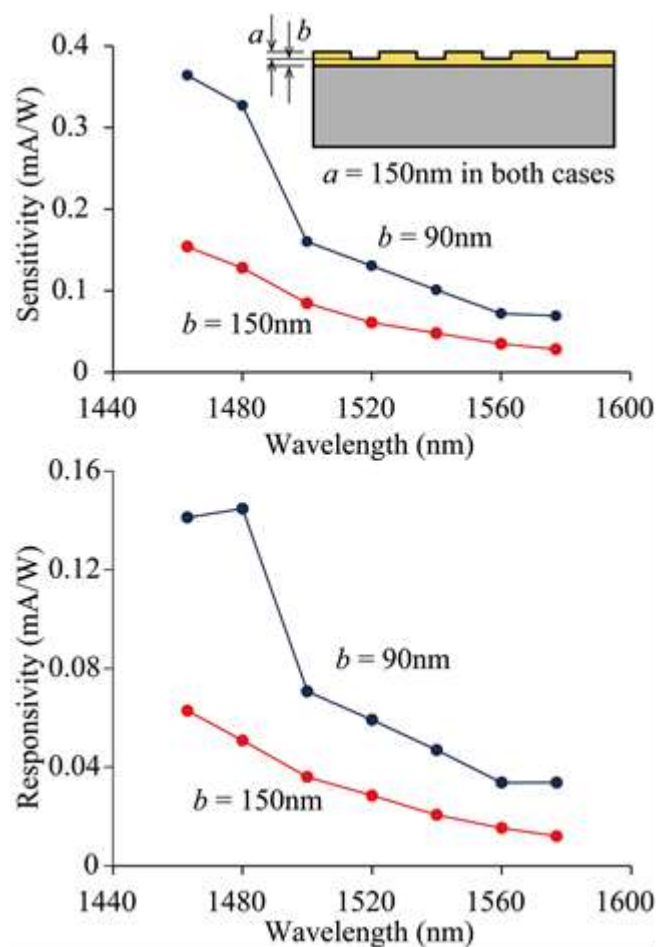 a b
0.4
0.3
0.2
0.1
0
Sensitivity (mA/W)
a = 150nm in both cases
b = 90nm
b = 150nm
1440 1480 1520 1560 1600
Wavelength (nm)
0.16
0.12
0.08
0.04
0
Responsivity (mA/W)
b = 90nm
b = 150nm
1440 1480 1520 1560 1600
Wavelength (nm)